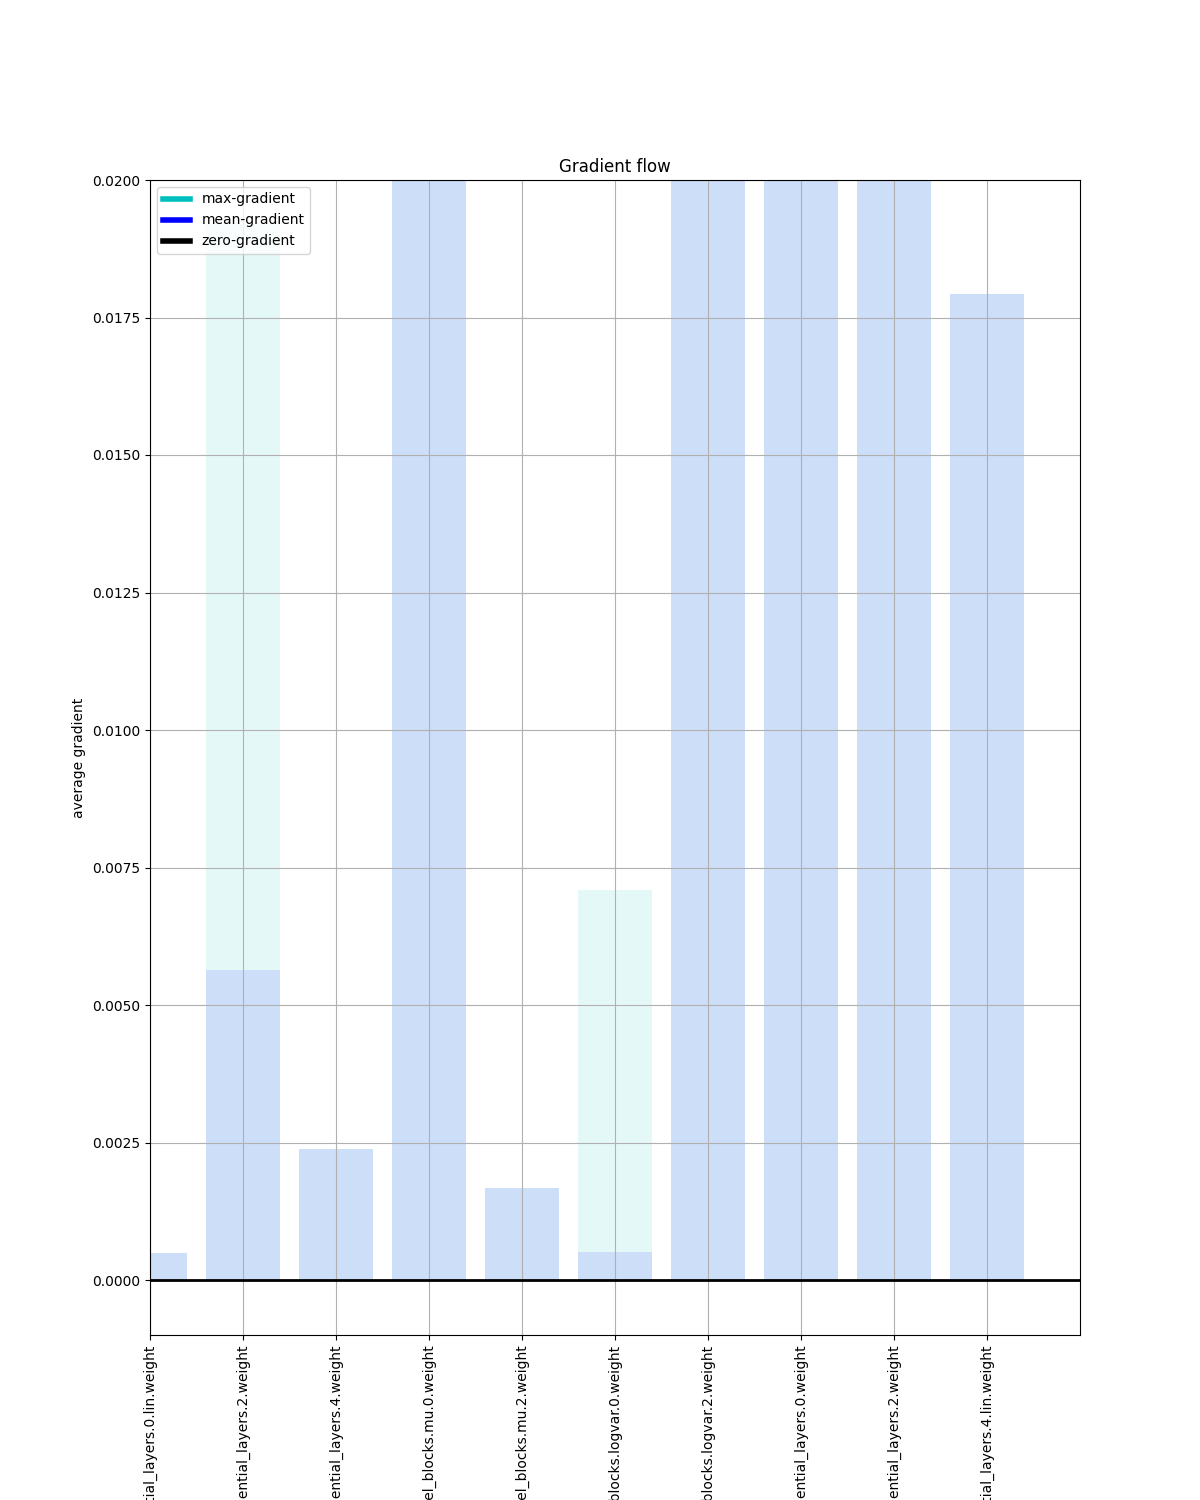 Gradient flow
max-gradient
mean-gradient
zero-gradient
0.0200
0.0175
0.0150
0.0125
0.0100
0.0075
0.0050
0.0025
0.0000
average gradient
tial_layers.0.lin.weight
ential_layers.2.weight
ential_layers.4.weight
el_blocks.mu.0.weight
el_blocks.mu.2.weight
blocks.logvar.0.weight
blocks.logvar.2.weight
ential_layers.0.weight
ential_layers.2.weight
tial_layers.4.lin.weight